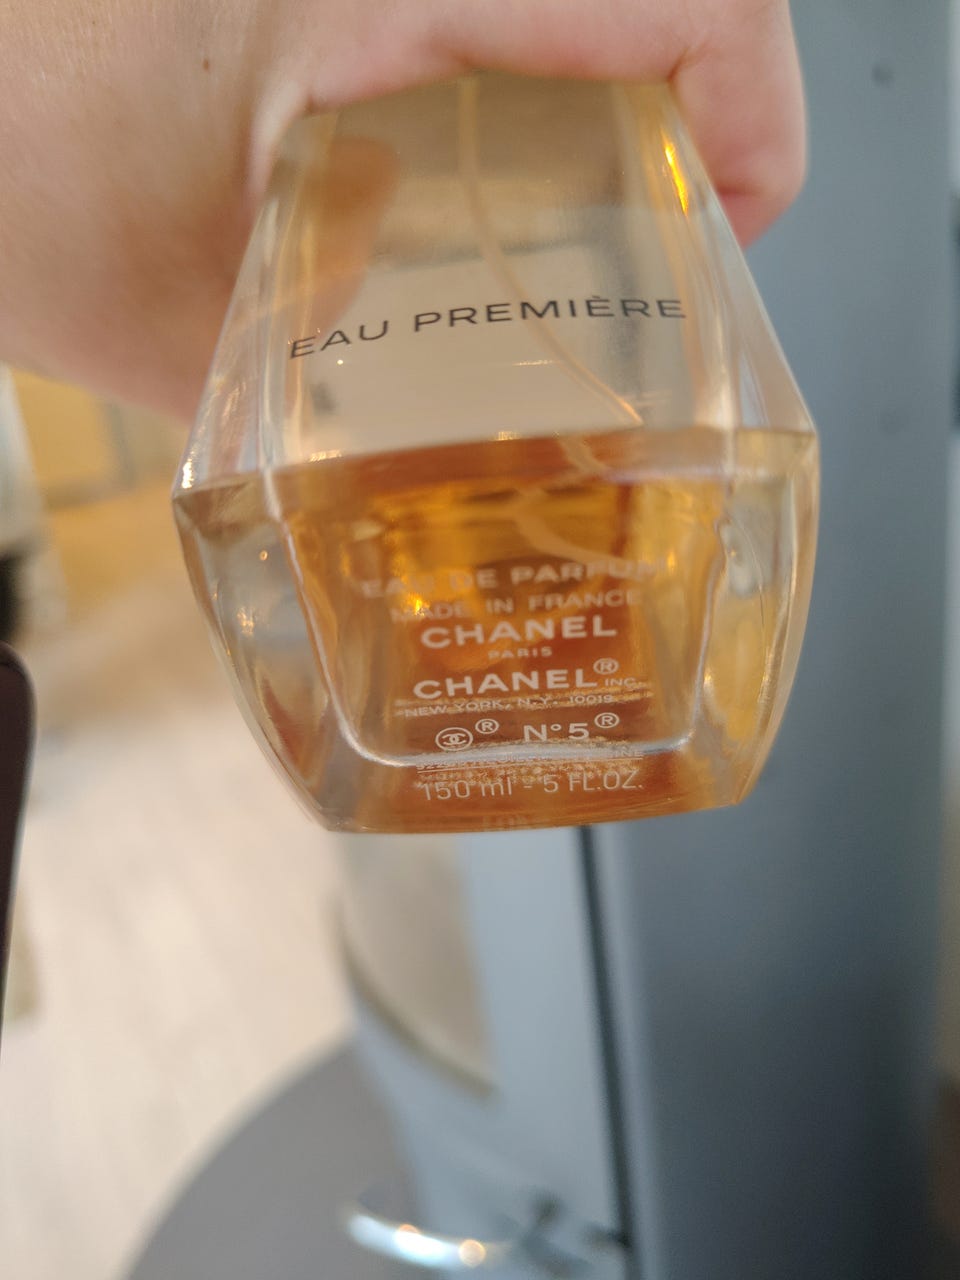 EAU PREMIÈRE
EAU DE PARFUM
MADE IN FRANCE
CHANEL
PARIS
CHANEL® INC.
NEW YORK, N.Y. 10019
® N°5®
150 ml - 5 FL.OZ.